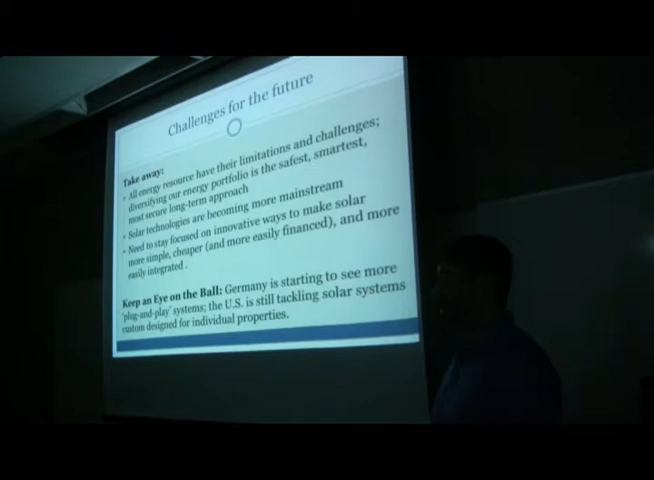 Challenges for the future
Take away:
• All energy resource have their limitations and challenges;
diversifying our energy portfolio is the safest, smartest,
most secure long-term approach
• Solar technologies are becoming more mainstream
• Need to stay focused on innovative ways to make solar
more simple, cheaper (and more easily financed), and more
easily integrated .
Keep an Eye on the Ball: Germany is starting to see more
'plug-and-play' systems; the U.S. is still tackling solar systems
custom designed for individual properties.